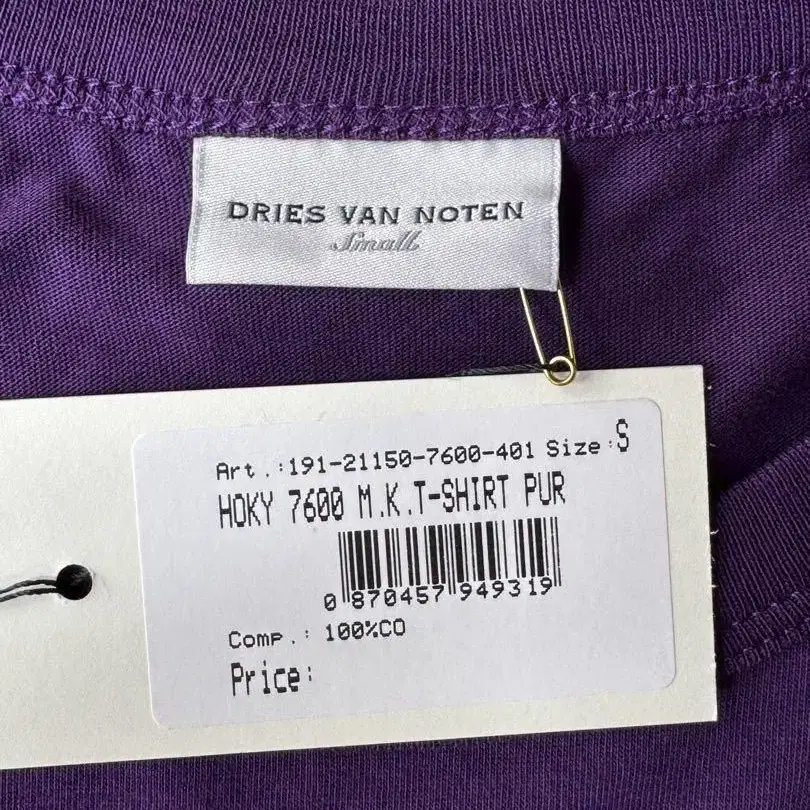 DRIES VAN NOTEN
Small
Art.:191-21150-7600-401 Size:S
HOKY 7600 M.K.T-SHIRT PUR
0 870457 949319
Comp.: 100%CO
Price: